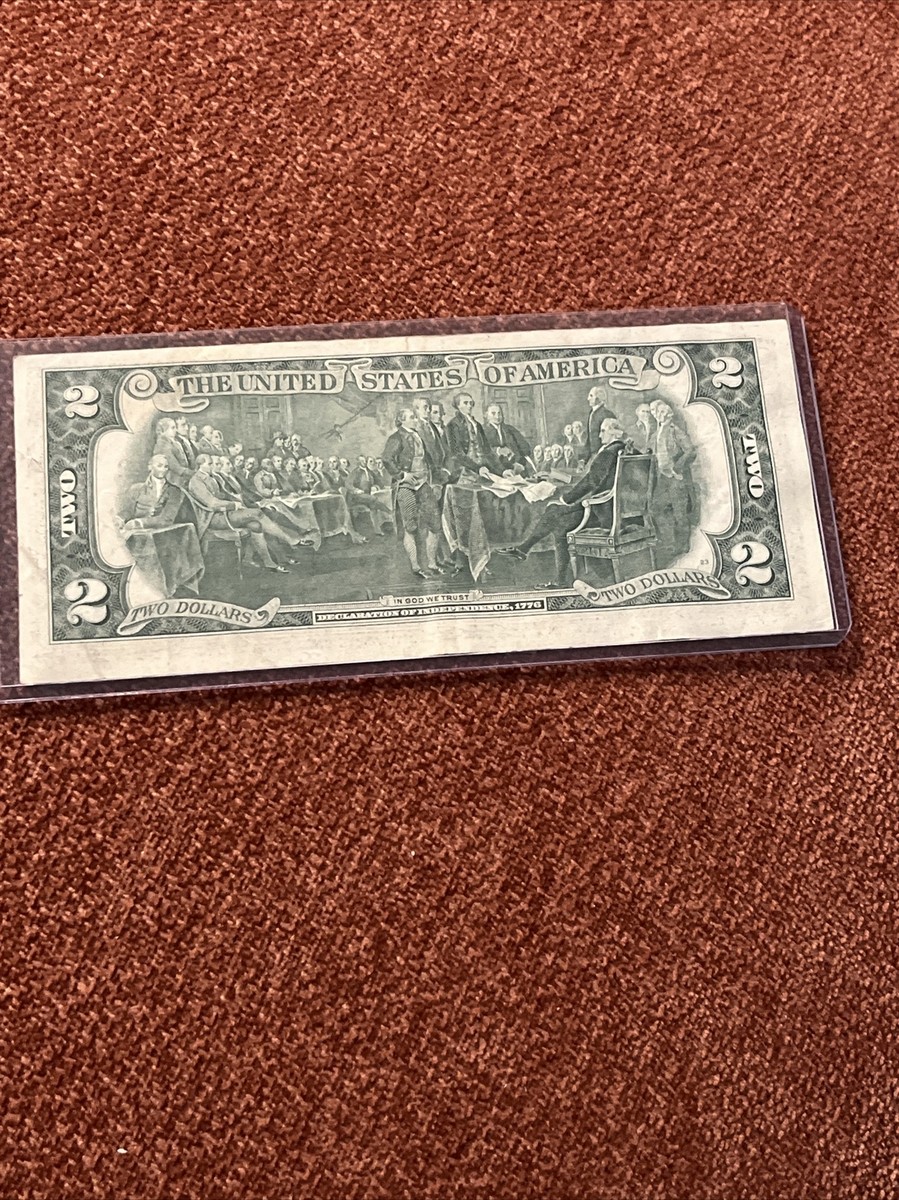 THE UNITED STATES OF AMERICA
2
2
TWO
TWO
2
2
TWO DOLLARS
IN GOD WE TRUST
TWO DOLLARS
DECLARATION OF INDEPENDENCE, 1776